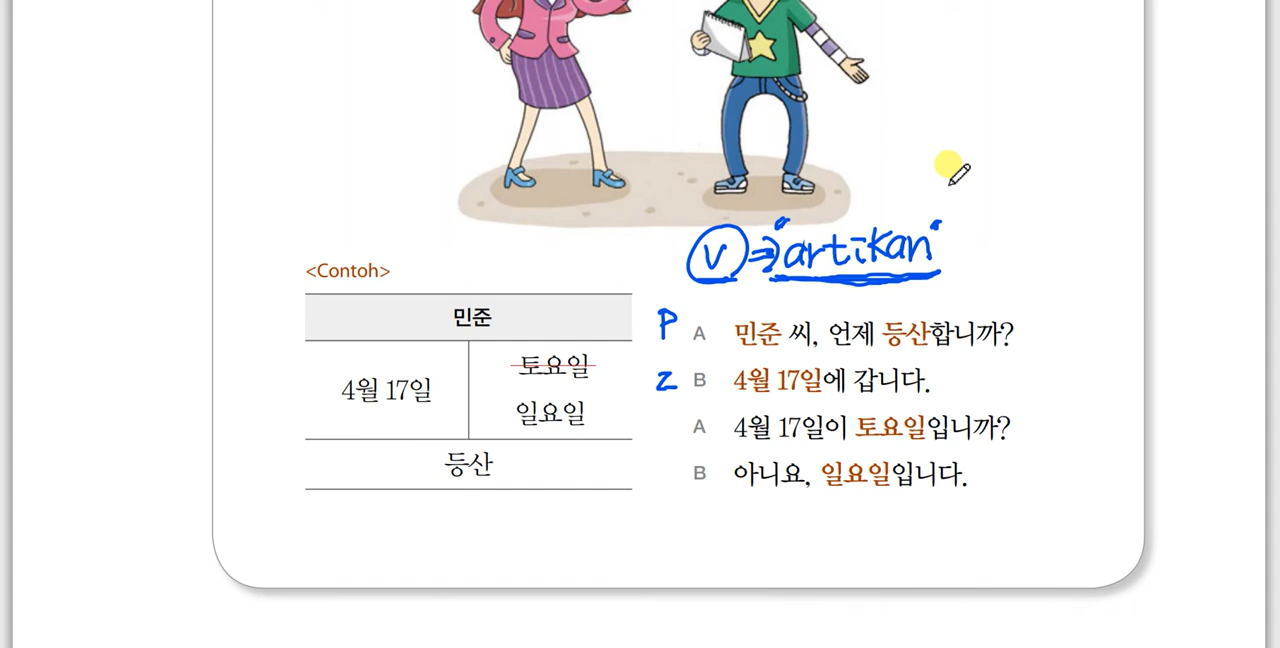 V ⇒ "artikan"
<Contoh>
민준
4월 17일
토요일
일요일
등산
P A 민준 씨, 언제 등산합니까?
Z B 4월 17일에 갑니다.
A 4월 17일이 토요일입니까?
B 아니요, 일요일입니다.